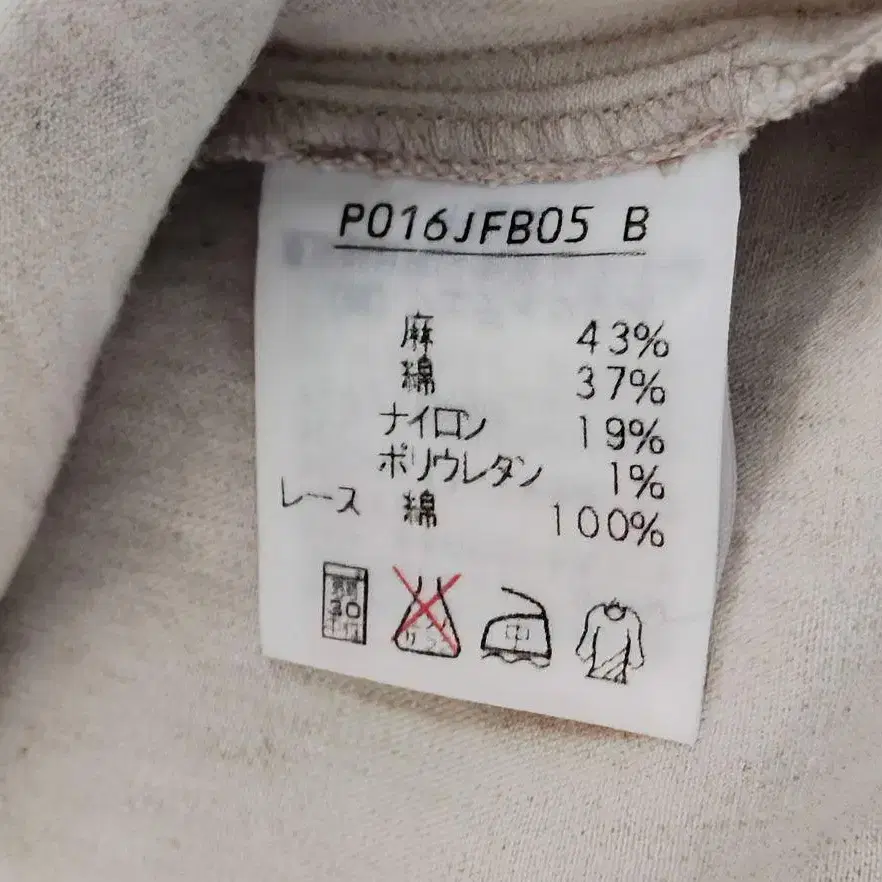 P016JFB05 B
麻 43%
綿 37%
ナイロン 19%
ポリウレタン 1%
レース 綿 100%
30
中